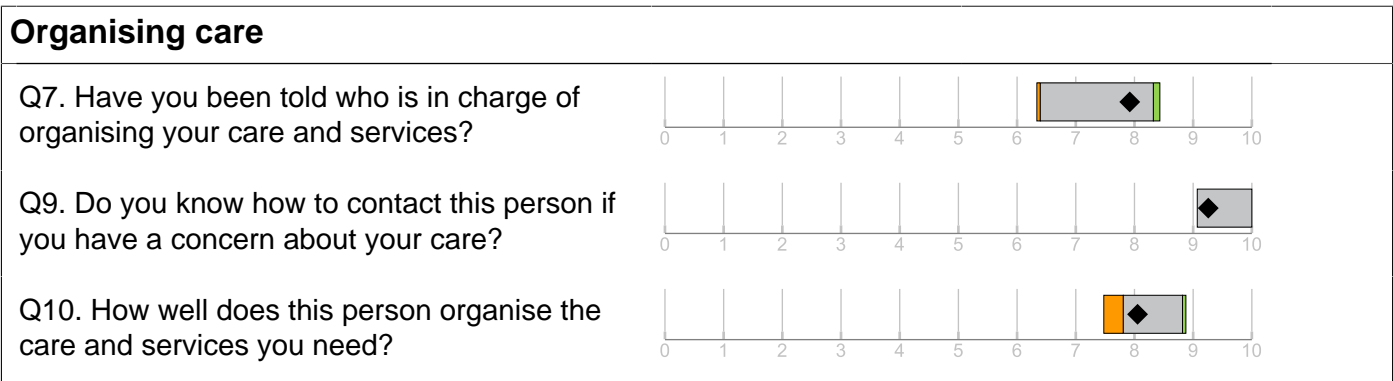 Organising care
Q7. Have you been told who is in charge of
organising your care and services?
0 1 2 3 4 5 6 7 8 9 10
Q9. Do you know how to contact this person if
you have a concern about your care?
0 1 2 3 4 5 6 7 8 9 10
Q10. How well does this person organise the
care and services you need?
0 1 2 3 4 5 6 7 8 9 10